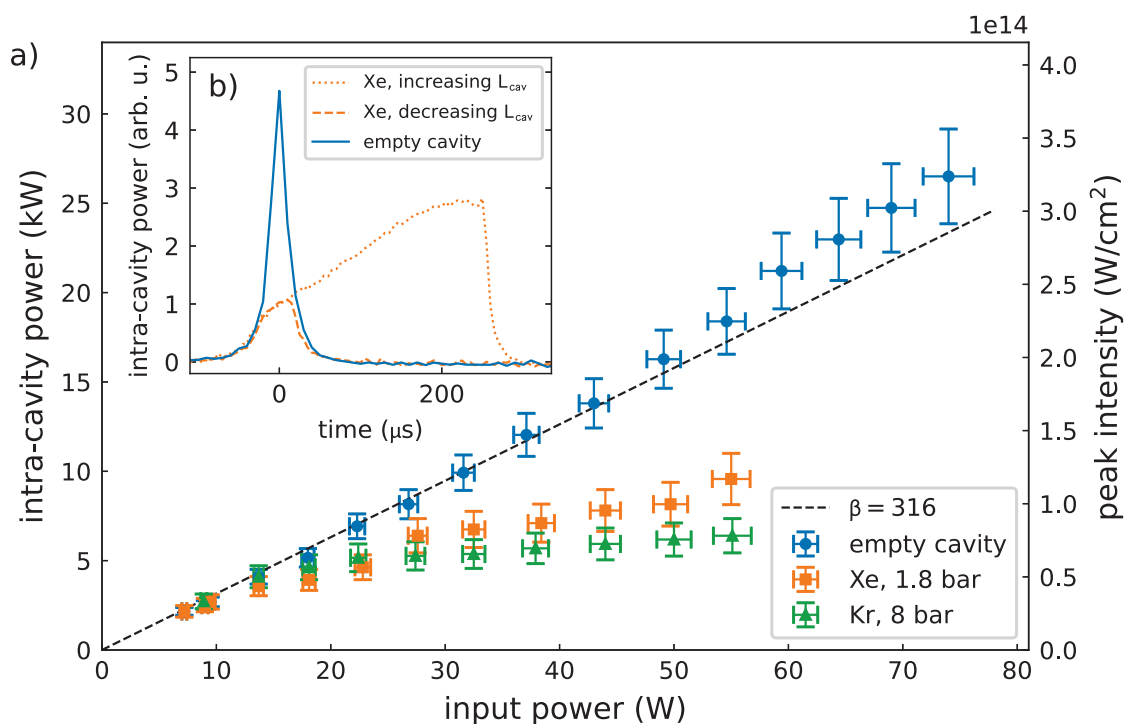 a)
1e14
b)
Xe, increasing L_cav
Xe, decreasing L_cav
empty cavity
intra-cavity power (arb. u.)
5
4
3
2
1
0
0
200
time (μs)
intra-cavity power (kW)
30
25
20
15
10
5
0
peak intensity (W/cm²)
4.0
3.5
3.0
2.5
2.0
1.5
1.0
0.5
0.0
β = 316
empty cavity
Xe, 1.8 bar
Kr, 8 bar
0
10
20
30
40
50
60
70
80
input power (W)